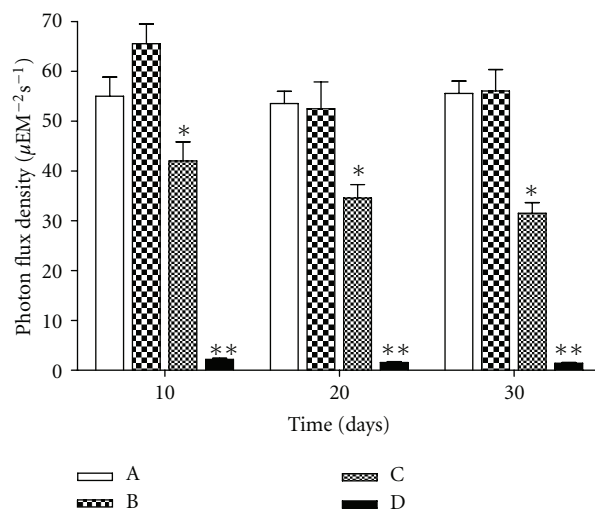 70
60
50
40
30
20
10
0
Photon flux density (μEM⁻²s⁻¹)
*
**
*
**
*
**
10 20 30
Time (days)
A C
B D